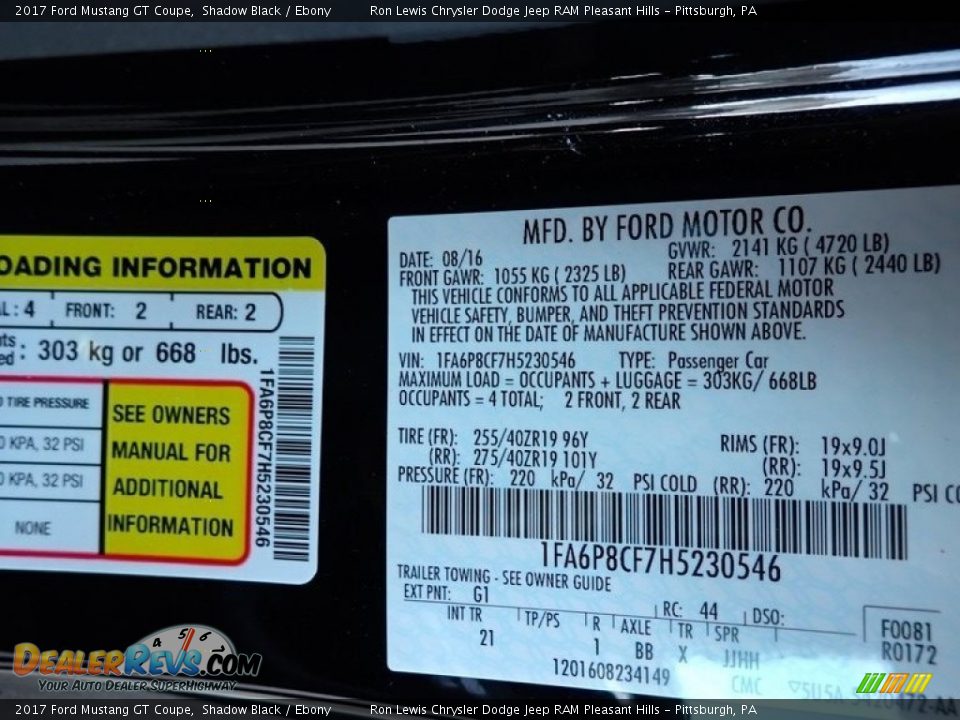 2017 Ford Mustang GT Coupe, Shadow Black / Ebony Ron Lewis Chrysler Dodge Jeep RAM Pleasant Hills - Pittsburgh, PA
OADING INFORMATION
AL: 4 FRONT: 2 REAR: 2
303 kg or 668 lbs.
TIRE PRESSURE
KPA, 32 PSI
KPA, 32 PSI
NONE
SEE OWNERS
MANUAL FOR
ADDITIONAL
INFORMATION
1FA6P8CF7H5230546
MFD. BY FORD MOTOR CO.
DATE: 08/16 GVWR: 2141 KG ( 4720 LB)
FRONT GAWR: 1055 KG ( 2325 LB) REAR GAWR: 1107 KG ( 2440 LB)
THIS VEHICLE CONFORMS TO ALL APPLICABLE FEDERAL MOTOR
VEHICLE SAFETY, BUMPER, AND THEFT PREVENTION STANDARDS
IN EFFECT ON THE DATE OF MANUFACTURE SHOWN ABOVE.
VIN: 1FA6P8CF7H5230546 TYPE: Passenger Car
MAXIMUM LOAD = OCCUPANTS + LUGGAGE = 303KG/ 668LB
OCCUPANTS = 4 TOTAL; 2 FRONT, 2 REAR
TIRE (FR): 255/40ZR19 96Y RIMS (FR): 19x9.0J
(RR): 275/40ZR19 101Y (RR): 19x9.5J
PRESSURE (FR): 220 kPa/ 32 PSI COLD (RR): 220 kPa/ 32 PSI CO
1FA6P8CF7H5230546
TRAILER TOWING - SEE OWNER GUIDE
EXT PNT: G1 RC: 44 DSO:
INT TR TP/PS R AXLE TR SPR
21 1 BB X JJHH
1201608234149
F0081
R0172
CMC
DEALERREVS.COM
YOUR AUTO DEALER SUPERHIGHWAY
4 5 6
2017 Ford Mustang GT Coupe, Shadow Black / Ebony Ron Lewis Chrysler Dodge Jeep RAM Pleasant Hills - Pittsburgh, PA